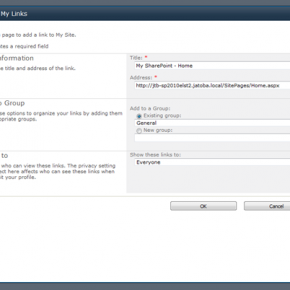 My Links
page to add a link to My Site.
tes a required field
formation
e title and address of the link.
Title: *
My SharePoint - Home
Address: *
http://jtb-sp2010elst2.jatoba.local/SitePages/Home.aspx
o Group
se options to organize your links by adding them
opriate groups.
Add to a Group:
Existing group:
General
New group:
to
who can view these links. The privacy setting
ect here affects who can see these links when
it your profile.
Show these links to:
Everyone
OK
Cancel